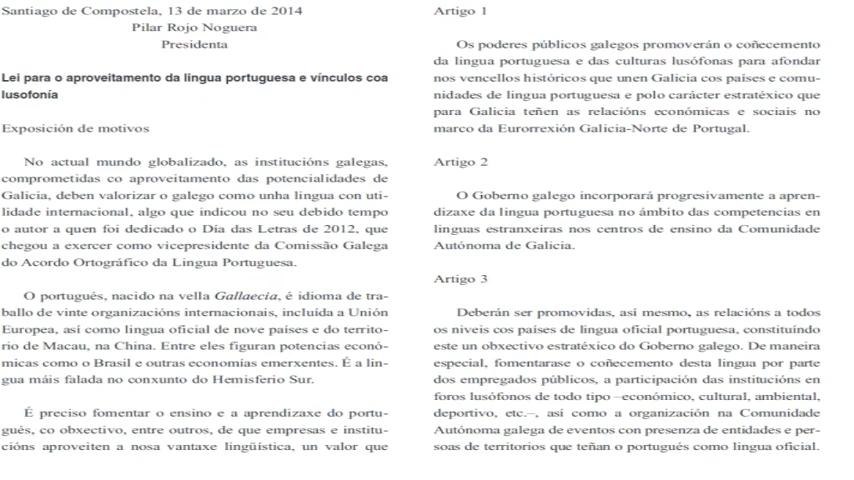 Santiago de Compostela, 13 de marzo de 2014
Pilar Rojo Noguera
Presidenta
Lei para o aproveitamento da lingua portuguesa e vínculos coa
lusofonía
Exposición de motivos
No actual mundo globalizado, as institucións galegas,
comprometidas co aproveitamento das potencialidades de
Galicia, deben valorizar o galego como unha lingua con uti-
lidade internacional, algo que indicou no seu debido tempo
o autor a quen foi dedicado o Día das Letras de 2012, que
chegou a exercer como vicepresidente da Comissão Galega
do Acordo Ortográfico da Lingua Portuguesa.
O portugués, nacido na vella Gallaecia, é idioma de tra-
ballo de vinte organizacións internacionais, incluída a Unión
Europea, así como lingua oficial de nove países e do territo-
rio de Macau, na China. Entre eles figuran potencias econó-
micas como o Brasil e outras economías emerxentes. É a lin-
gua máis falada no conxunto do Hemisferio Sur.
É preciso fomentar o ensino e a aprendizaxe do portu-
gués, co obxectivo, entre outros, de que empresas e institu-
cións aproveiten a nosa vantaxe lingüística, un valor que
Artigo 1
Os poderes públicos galegos promoverán o coñecemento
da lingua portuguesa e das culturas lusófonas para afondar
nos vencellos históricos que unen Galicia cos países e comu-
nidades de lingua portuguesa e polo carácter estratéxico que
para Galicia teñen as relacións económicas e sociais no
marco da Eurorrexión Galicia-Norte de Portugal.
Artigo 2
O Goberno galego incorporará progresivamente a apren-
dizaxe da lingua portuguesa no ámbito das competencias en
linguas estranxeiras nos centros de ensino da Comunidade
Autónoma de Galicia.
Artigo 3
Deberán ser promovidas, así mesmo, as relacións a todos
os niveis cos países de lingua oficial portuguesa, constituíndo
este un obxectivo estratéxico do Goberno galego. De maneira
especial, fomentarase o coñecemento desta lingua por parte
dos empregados públicos, a participación das institucións en
foros lusófonos de todo tipo –económico, cultural, ambiental,
deportivo, etc.–, así como a organización na Comunidade
Autónoma galega de eventos con presenza de entidades e per-
soas de territorios que teñan o portugués como lingua oficial.